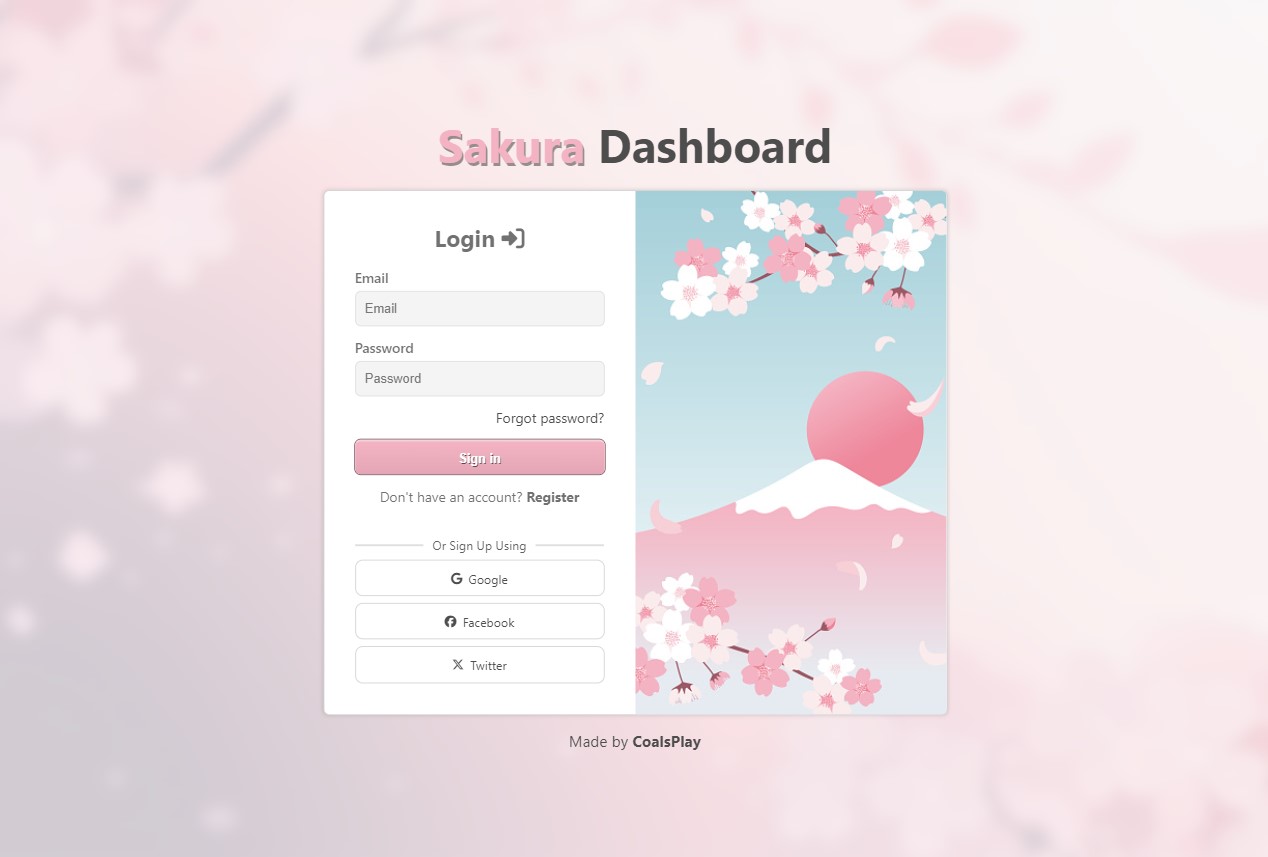 Sakura Dashboard
Login
Email
Email
Password
Password
Forgot password?
Sign in
Don't have an account? Register
Or Sign Up Using
Google
Facebook
Twitter
Made by CoalsPlay